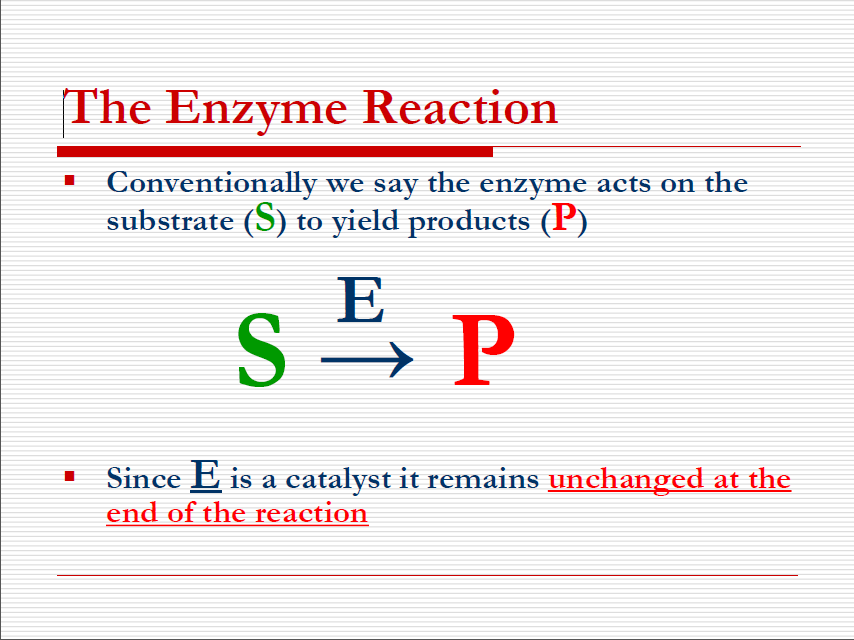 The Enzyme Reaction
Conventionally we say the enzyme acts on the
substrate (S) to yield products (P)
E
S → P
Since E is a catalyst it remains unchanged at the
end of the reaction